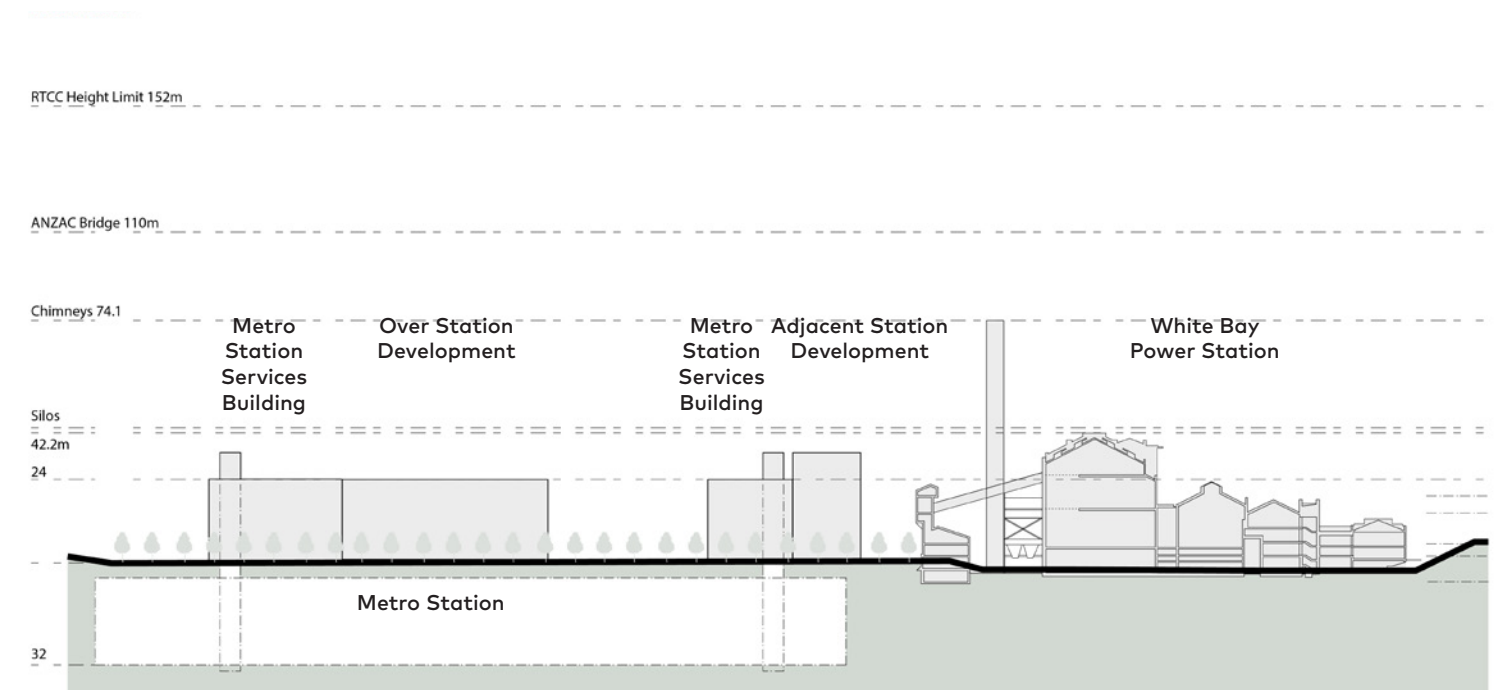 RTCC Height Limit 152m
ANZAC Bridge 110m
Chimneys 74.1
Metro
Station
Services
Building
Over Station
Development
Metro
Station
Services
Building
Adjacent Station
Development
White Bay
Power Station
Silos
42.2m
24
Metro Station
32